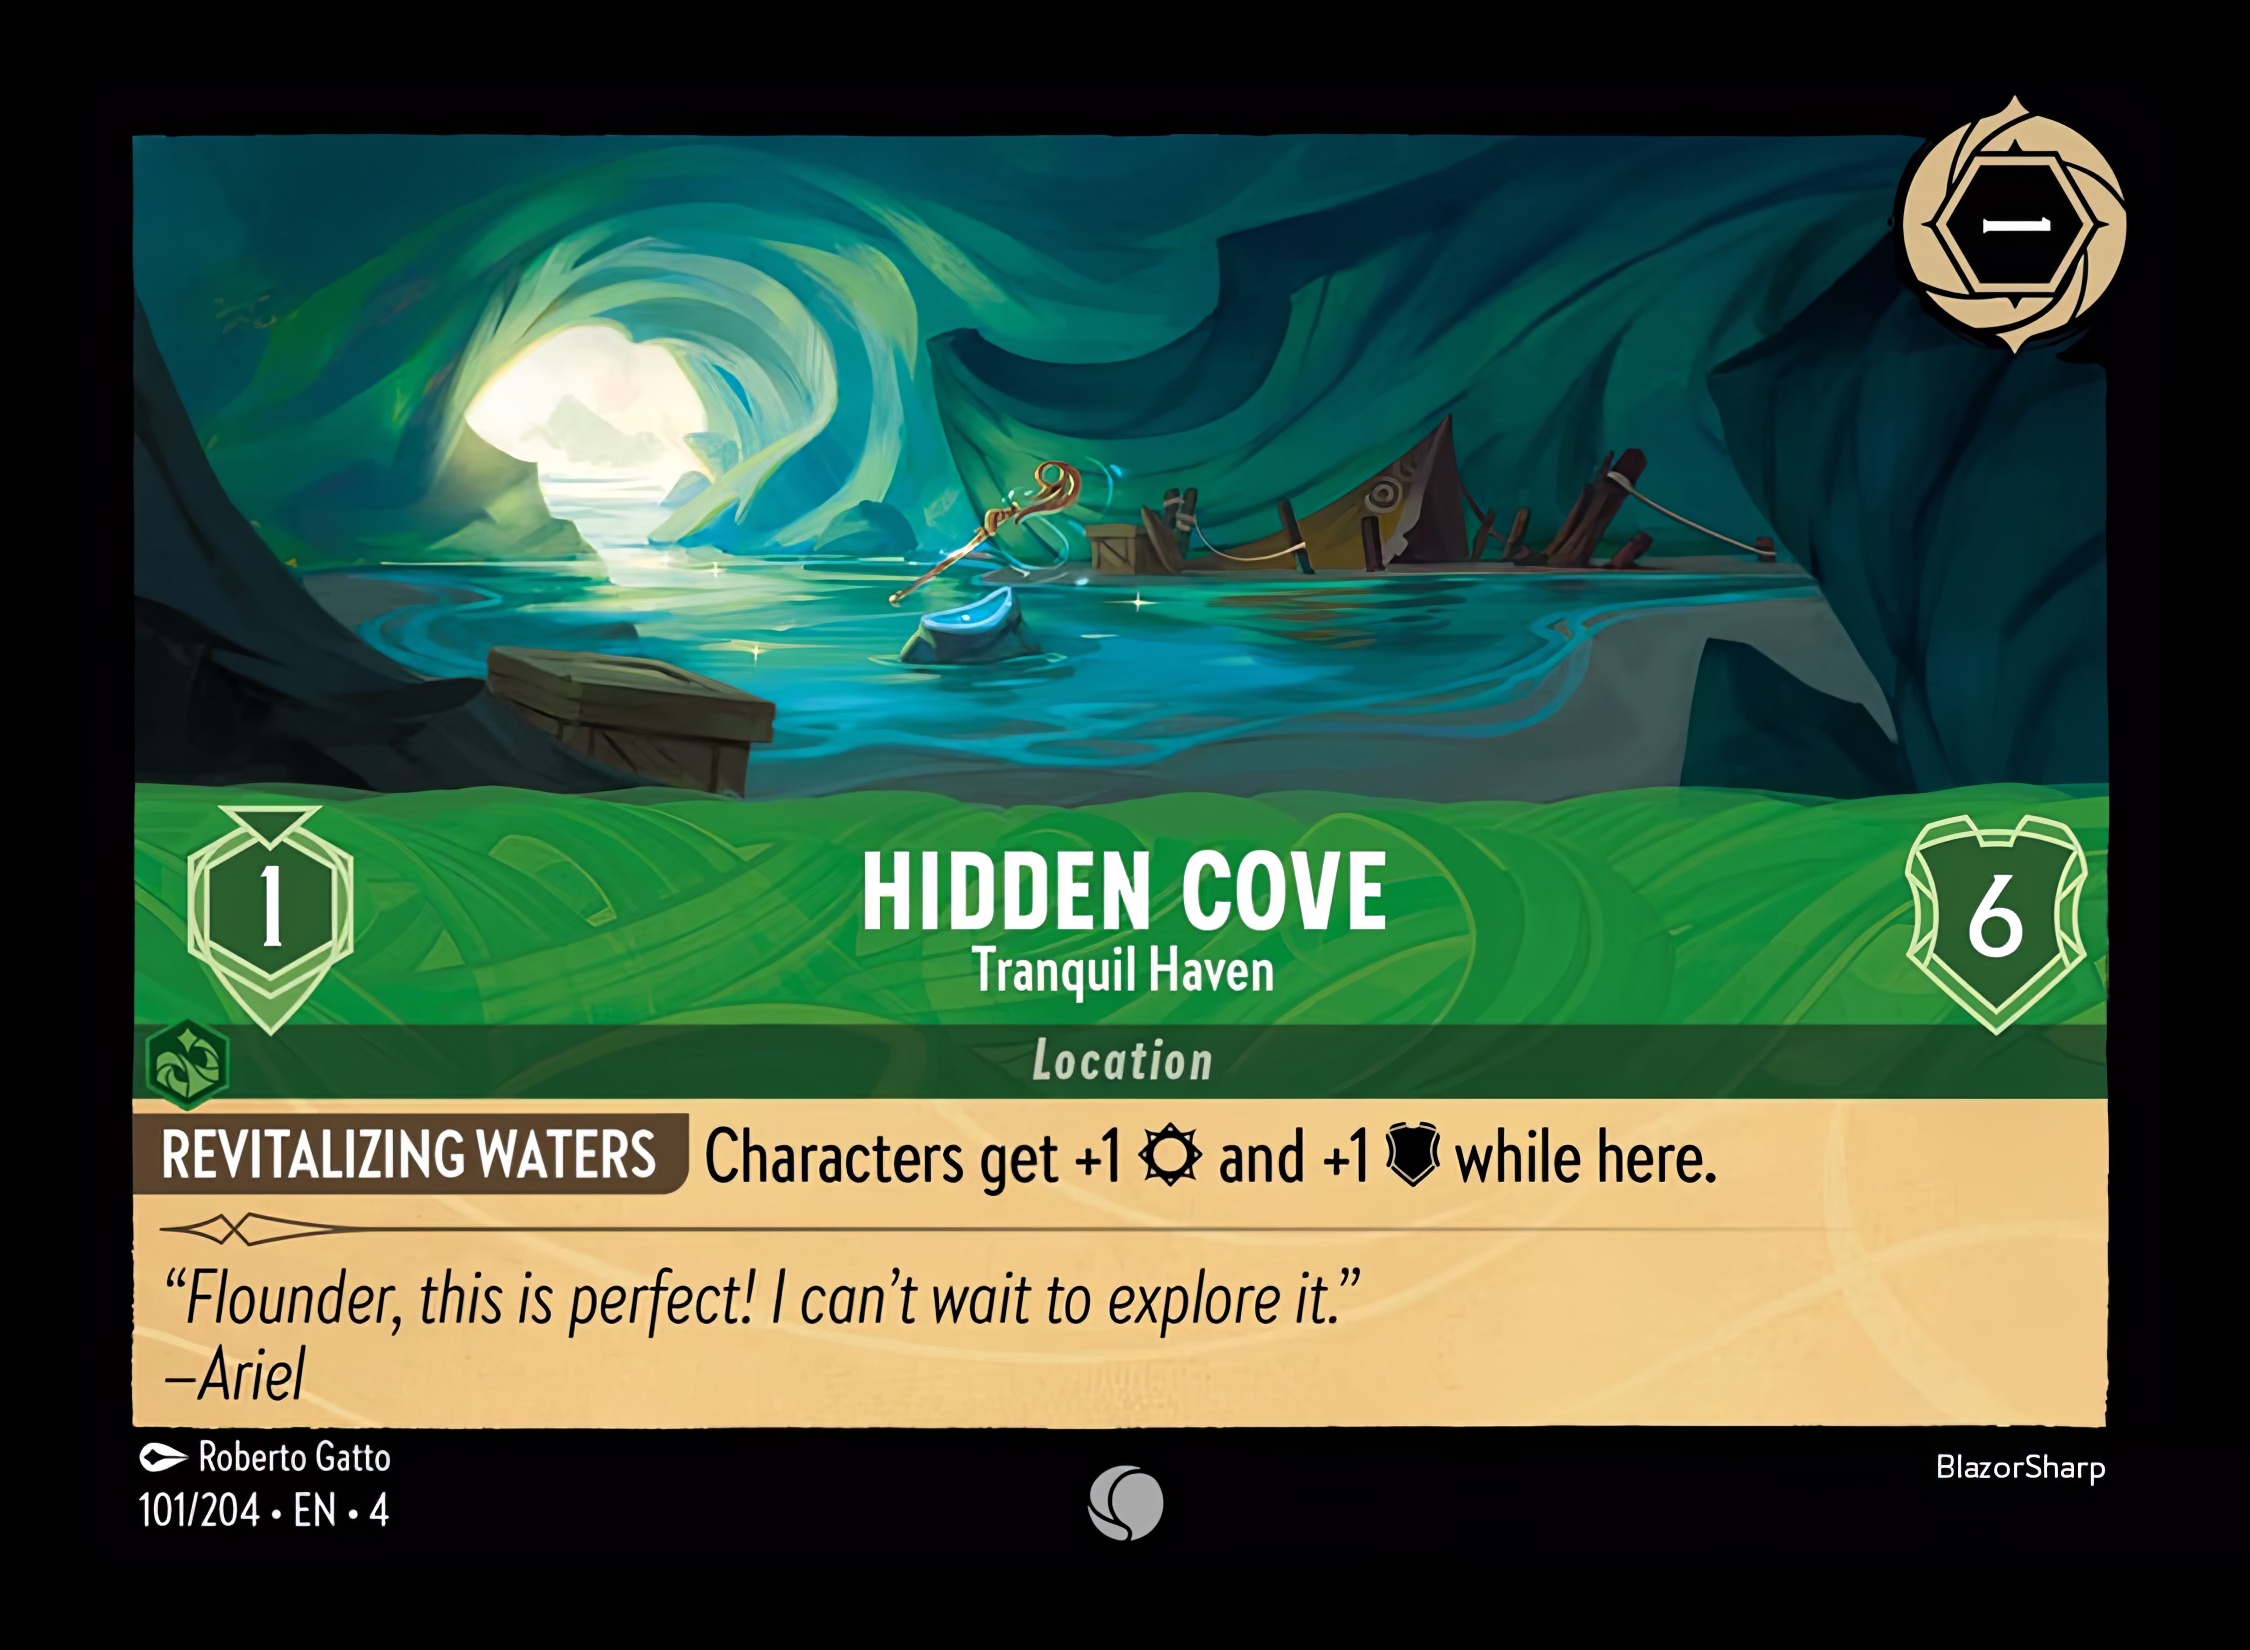 1
1
HIDDEN COVE
6
Tranquil Haven
Location
REVITALIZING WATERS Characters get +1 and +1 while here.
“Flounder, this is perfect! I can’t wait to explore it.”
–Ariel
Roberto Gatto
BlazorSharp
101/204 • EN • 4